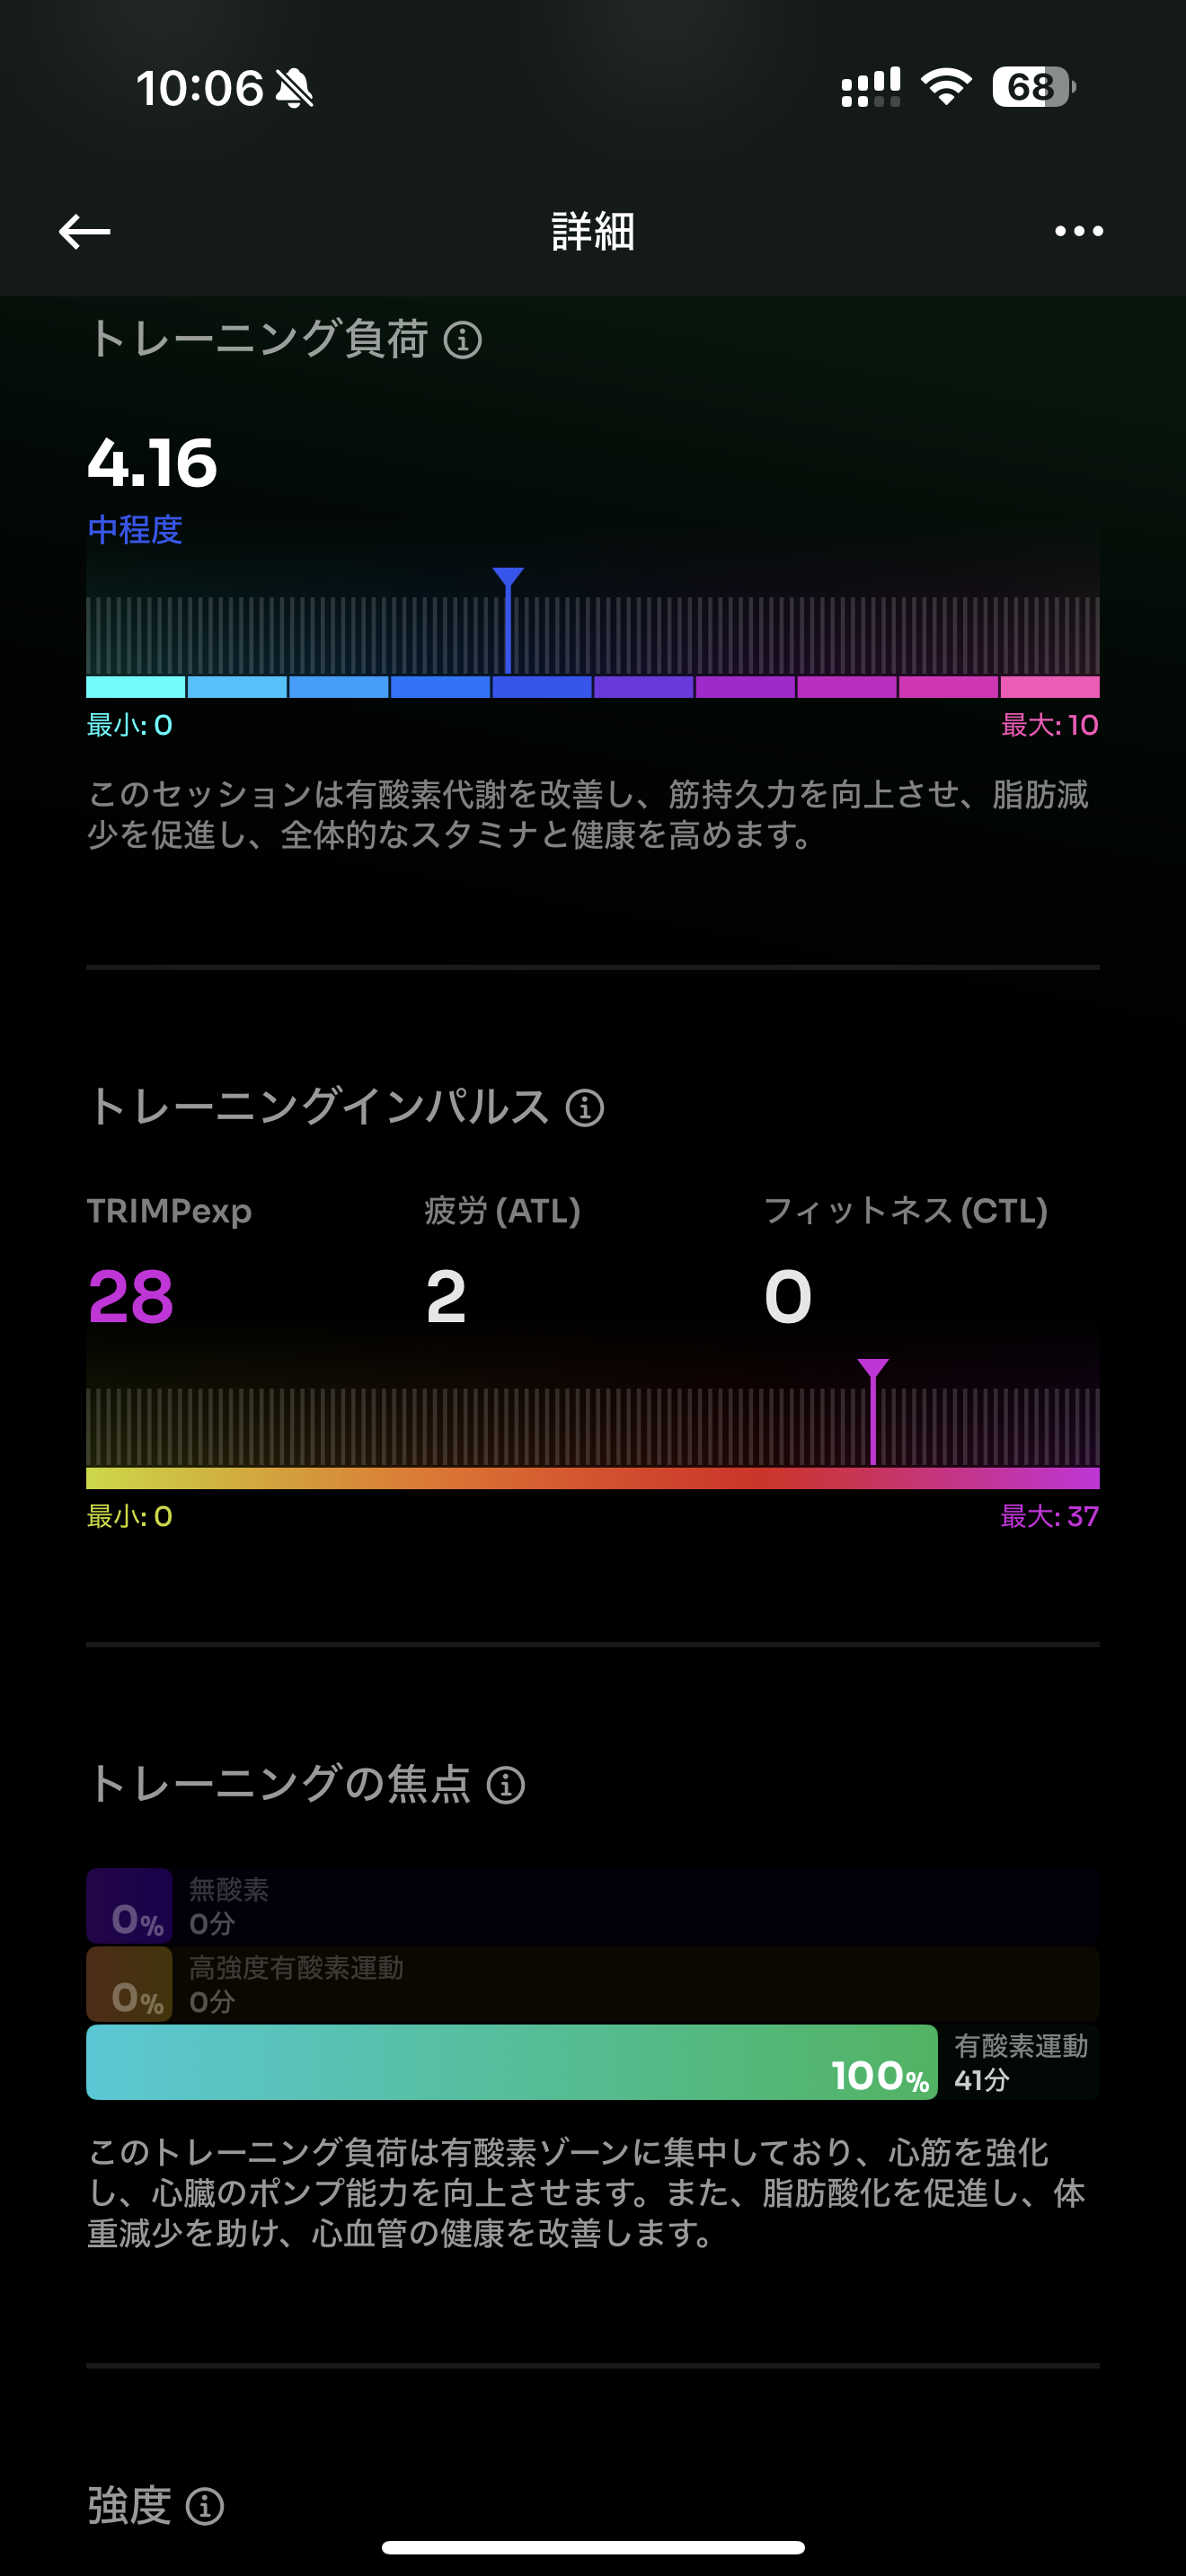 10:06
68
詳細
トレーニング負荷
4.16
中程度
最小: 0
最大: 10
このセッションは有酸素代謝を改善し、筋持久力を向上させ、脂肪減
少を促進し、全体的なスタミナと健康を高めます。
トレーニングインパルス
TRIMPexp
疲労 (ATL)
フィットネス (CTL)
28
2
0
最小: 0
最大: 37
トレーニングの焦点
0%
無酸素
0分
0%
高強度有酸素運動
0分
100%
有酸素運動
41分
このトレーニング負荷は有酸素ゾーンに集中しており、心筋を強化
し、心臓のポンプ能力を向上させます。また、脂肪酸化を促進し、体
重減少を助け、心血管の健康を改善します。
強度